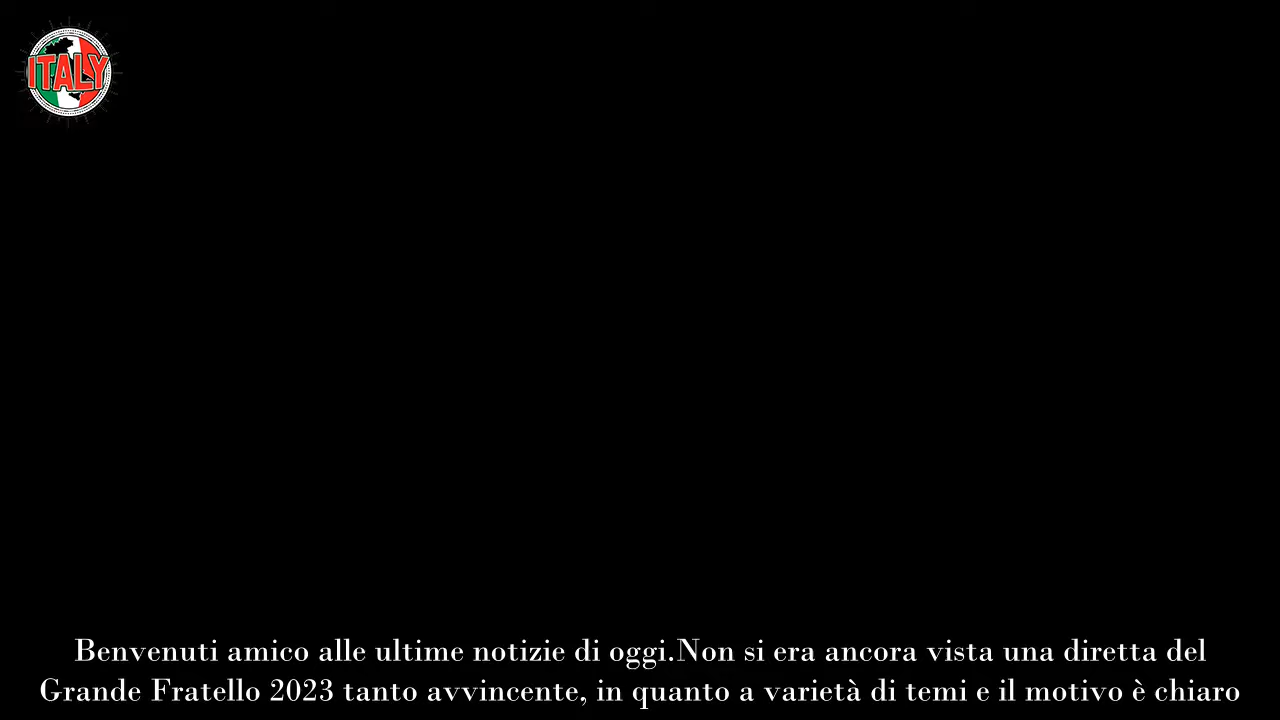 ITALY
Benvenuti amico alle ultime notizie di oggi.Non si era ancora vista una diretta del
Grande Fratello 2023 tanto avvincente, in quanto a varietà di temi e il motivo è chiaro